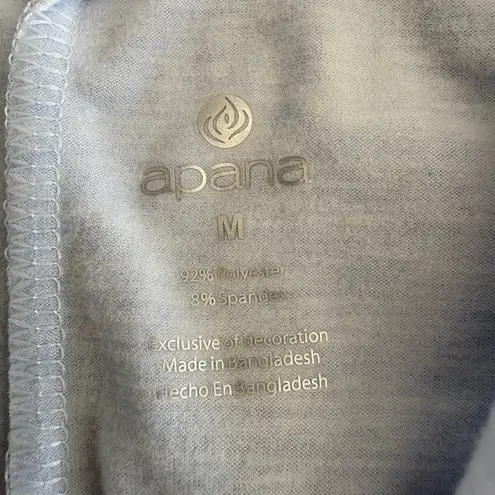 apana
M
92% Polyester
8% Spandex
Exclusive of decoration
Made in Bangladesh
Hecho En Bangladesh